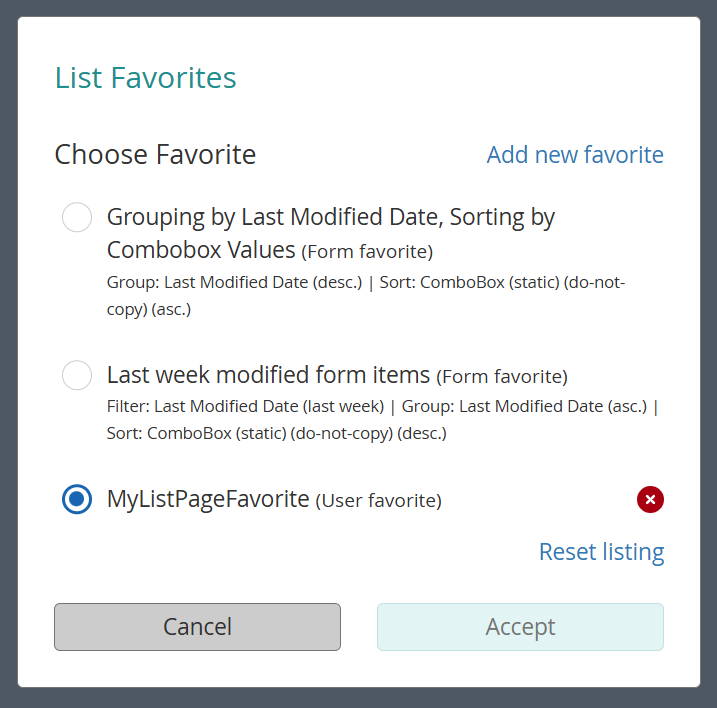 List Favorites
Choose Favorite
Add new favorite
Grouping by Last Modified Date, Sorting by
Combobox Values (Form favorite)
Group: Last Modified Date (desc.) | Sort: ComboBox (static) (do-not-
copy) (asc.)
Last week modified form items (Form favorite)
Filter: Last Modified Date (last week) | Group: Last Modified Date (asc.) |
Sort: ComboBox (static) (do-not-copy) (desc.)
MyListPageFavorite (User favorite)
Reset listing
Cancel
Accept